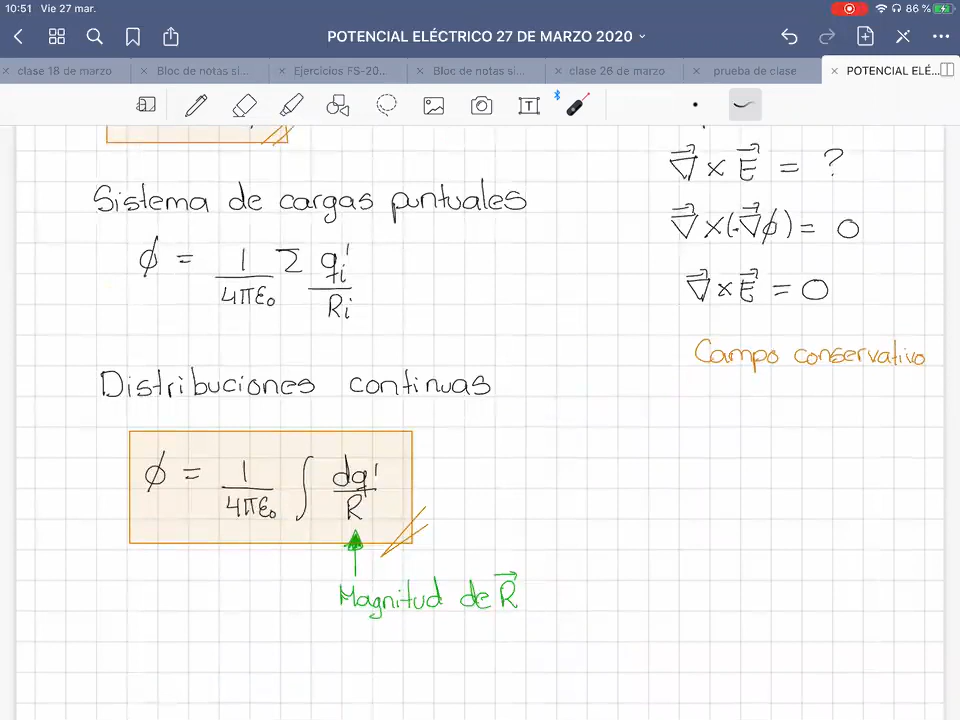 10:51 Vie 27 mar. 86 %
POTENCIAL ELÉCTRICO 27 DE MARZO 2020
clase 18 de marzo
Bloc de notas si...
Ejercicios FS-20...
Bloc de notas si...
clase 26 de marzo
prueba de clase
POTENCIAL ELÉ...
Sistema de cargas puntuales
ϕ = 1/4πε₀ Σ qᵢ'/Rᵢ
Distribuciones continuas
ϕ = 1/4πε₀ ∫ dq'/R
Magnitud de R⃗
∇⃗ × E⃗ = ?
∇⃗ × (-∇⃗ϕ) = 0
∇⃗ × E⃗ = 0
Campo conservativo